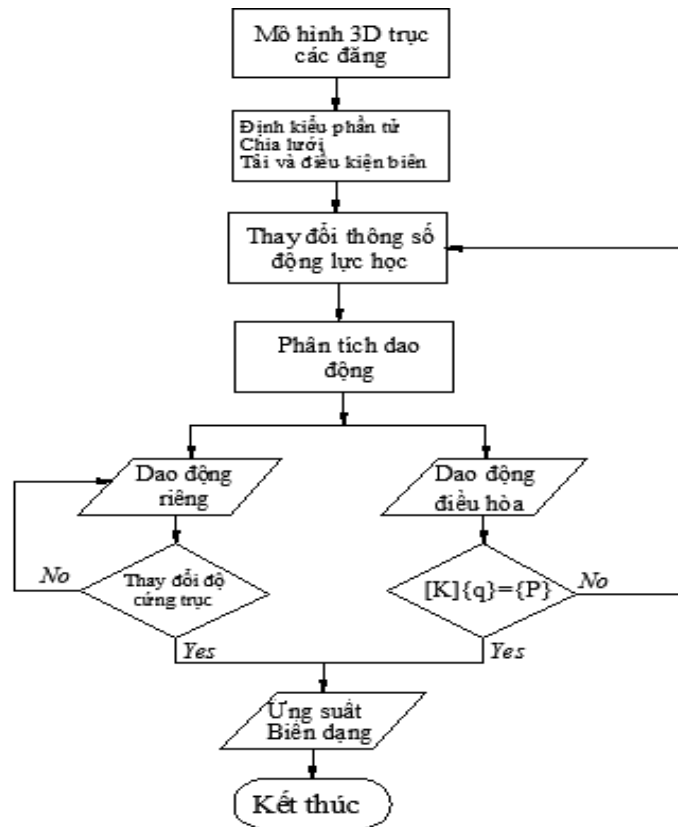 Mô hình 3D trục
các đăng
Định kiểu phần tử
Chia lưới
Tải và điều kiện biên
Thay đổi thông số
động lực học
Phân tích dao
động
Dao động
riêng
Dao động
điều hòa
No
Thay đổi độ
cứng trục
[K]{q}={P}
No
Yes
Yes
Ứng suất
Biên dạng
Kết thúc